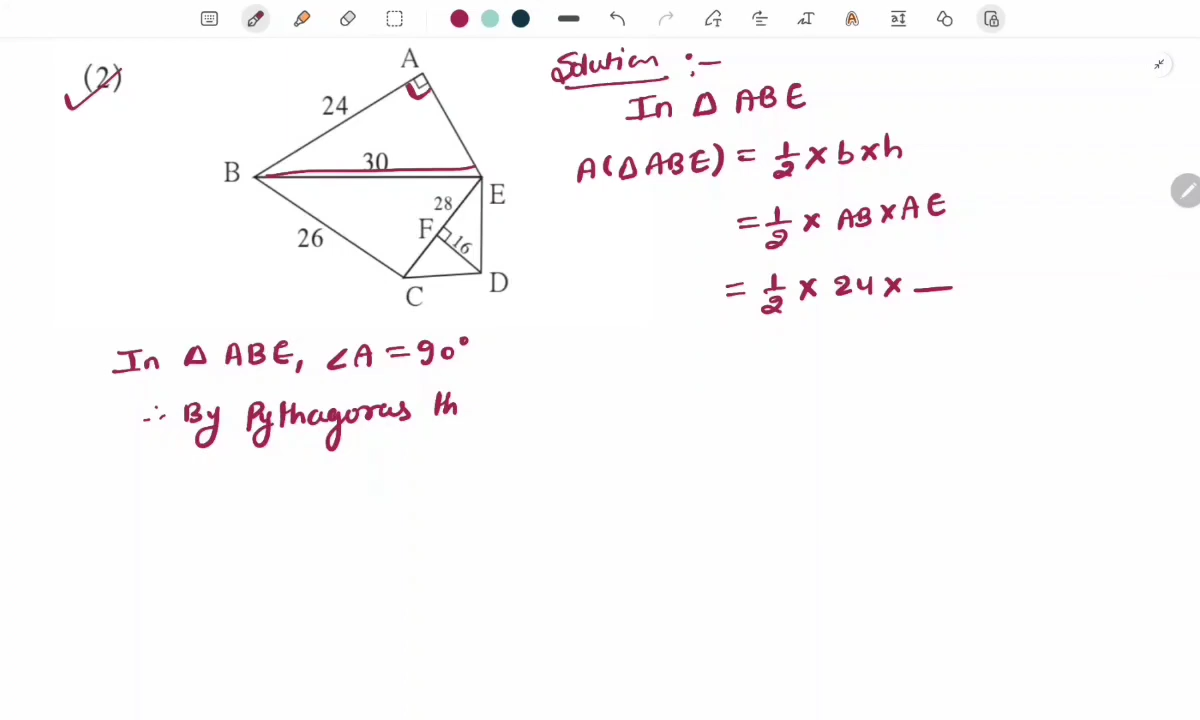 (2)
A
24
B
30
E
28
F
16
26
D
C
Solution :-
In Δ ABE
A(Δ ABE) = 1/2 × b × h
= 1/2 × AB × AE
= 1/2 × 24 × __
In Δ ABE, ∠A = 90°
∴ By Pythagoras th